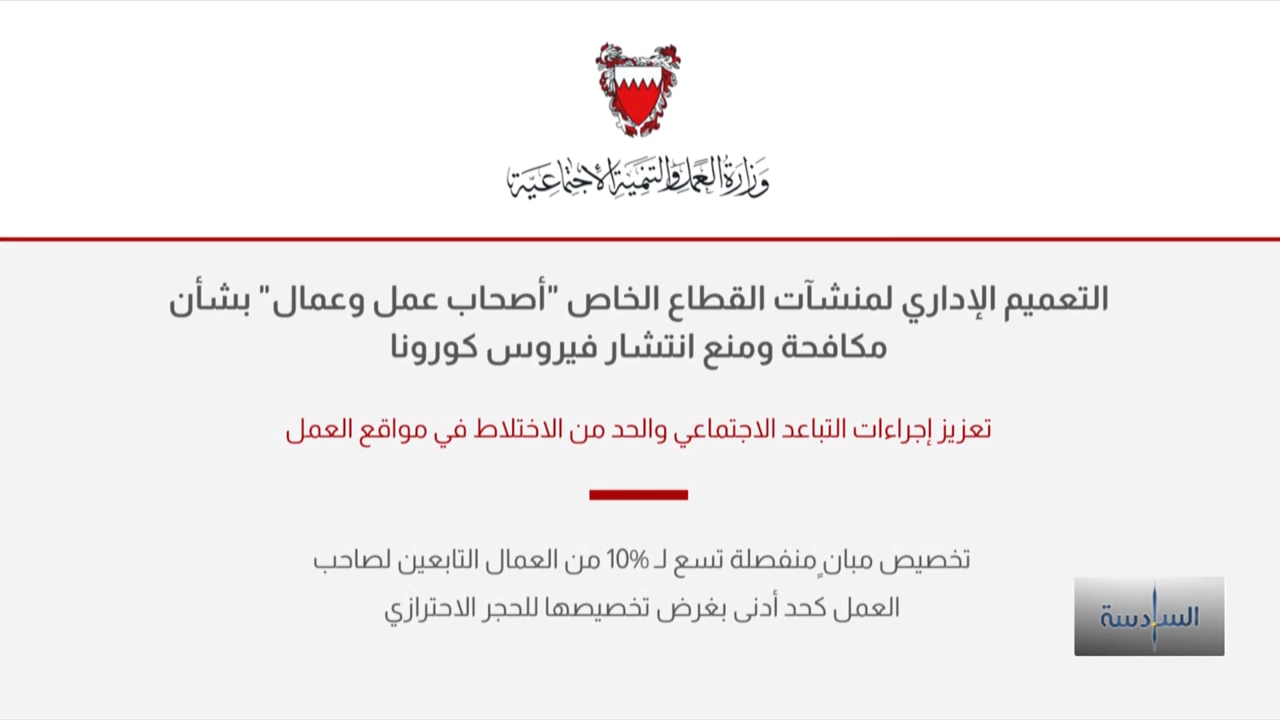 وزارة العمل والتنمية الاجتماعية
التعميم الإداري لمنشآت القطاع الخاص "أصحاب عمل وعمال" بشأن
مكافحة ومنع انتشار فيروس كورونا
تعزيز إجراءات التباعد الاجتماعي والحد من الاختلاط في مواقع العمل
تخصيص مبانٍ منفصلة تسع لـ 10% من العمال التابعين لصاحب
العمل كحد أدنى بغرض تخصيصها للحجر الاحترازي
السادسة